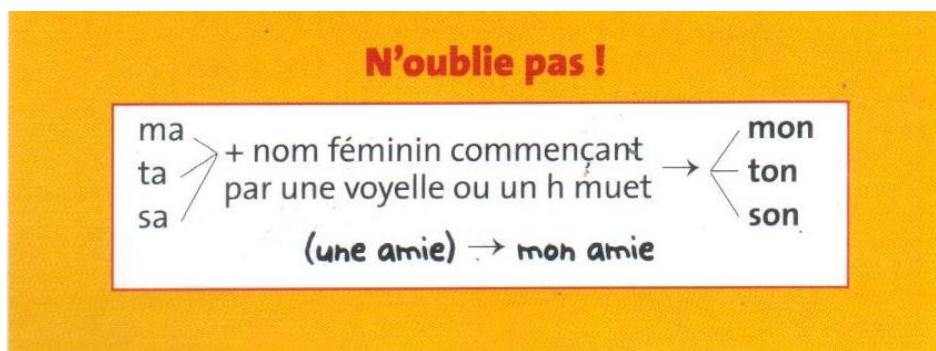 N'oublie pas !
ma
ta
sa
+ nom féminin commençant
par une voyelle ou un h muet
→
mon
ton
son
(une amie) → mon amie